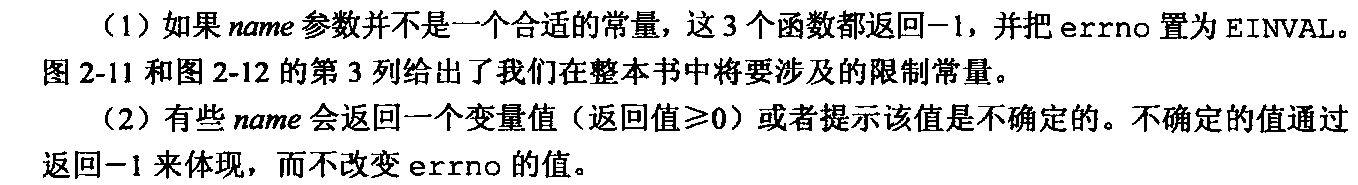 （1）如果 name 参数并不是一个合适的常量，这 3 个函数都返回－1，并把 errno 置为 EINVAL。
图 2-11 和图 2-12 的第 3 列给出了我们在整本书中将要涉及的限制常量。
（2）有些 name 会返回一个变量值（返回值≥0）或者提示该值是不确定的。不确定的值通过
返回－1 来体现，而不改变 errno 的值。